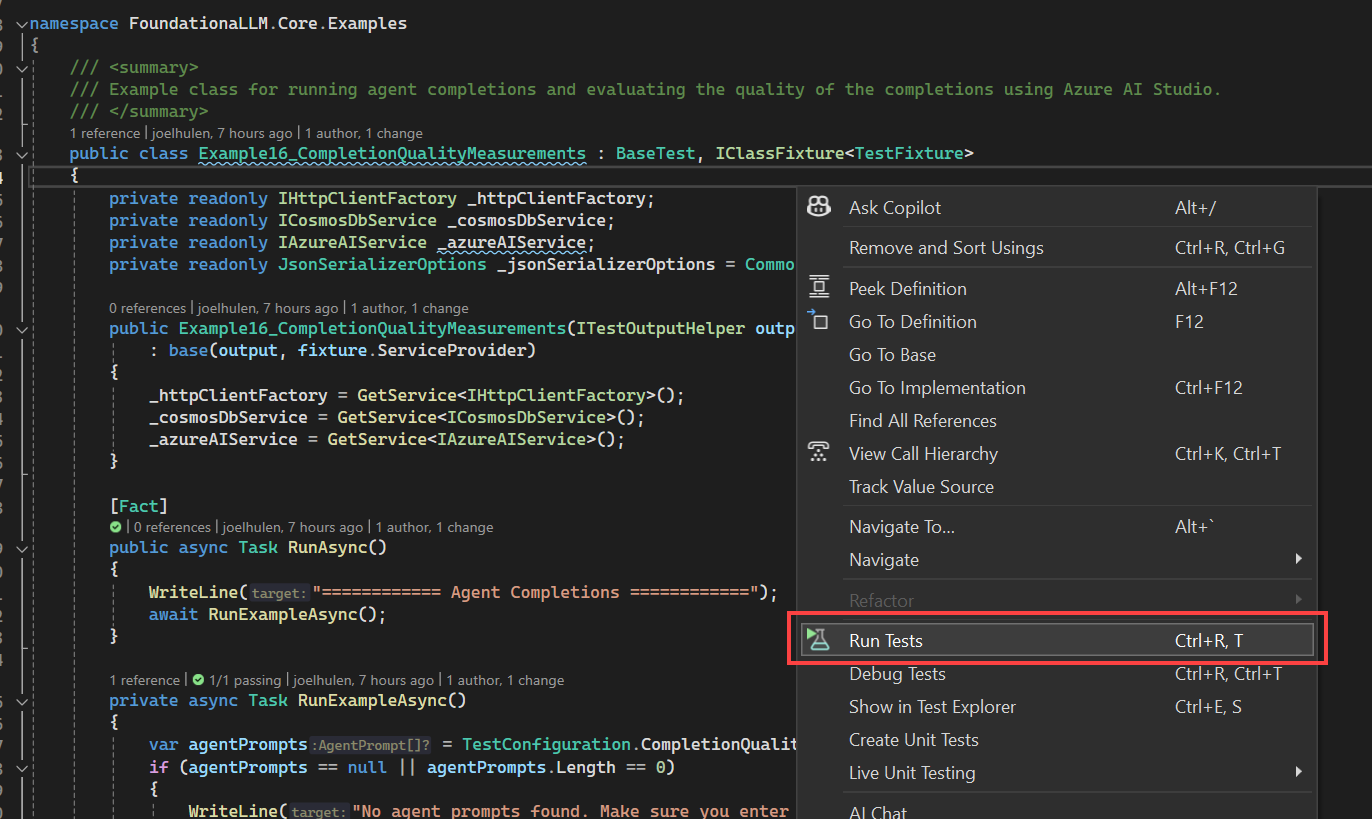 namespace FoundationaLLM.Core.Examples
{
/// <summary>
/// Example class for running agent completions and evaluating the quality of the completions using Azure AI Studio.
/// </summary>
1 reference | joelhulen, 7 hours ago | 1 author, 1 change
public class Example16_CompletionQualityMeasurements : BaseTest, IClassFixture<TestFixture>
{
private readonly IHttpClientFactory _httpClientFactory;
private readonly ICosmosDbService _cosmosDbService;
private readonly IAzureAIService _azureAIService;
private readonly JsonSerializerOptions _jsonSerializerOptions = Commo
0 references | joelhulen, 7 hours ago | 1 author, 1 change
public Example16_CompletionQualityMeasurements(ITestOutputHelper outp
: base(output, fixture.ServiceProvider)
{
_httpClientFactory = GetService<IHttpClientFactory>();
_cosmosDbService = GetService<ICosmosDbService>();
_azureAIService = GetService<IAzureAIService>();
}
[Fact]
| 0 references | joelhulen, 7 hours ago | 1 author, 1 change
public async Task RunAsync()
{
WriteLine(target:"============ Agent Completions ============");
await RunExampleAsync();
}
1 reference | 1/1 passing | joelhulen, 7 hours ago | 1 author, 1 change
private async Task RunExampleAsync()
{
var agentPrompts:AgentPrompt[]? = TestConfiguration.CompletionQualit
if (agentPrompts == null || agentPrompts.Length == 0)
{
WriteLine(target:"No agent prompts found. Make sure you enter
Ask Copilot Alt+/
Remove and Sort Usings Ctrl+R, Ctrl+G
Peek Definition Alt+F12
Go To Definition F12
Go To Base
Go To Implementation Ctrl+F12
Find All References
View Call Hierarchy Ctrl+K, Ctrl+T
Track Value Source
Navigate To... Alt+`
Navigate
Refactor
Run Tests Ctrl+R, T
Debug Tests Ctrl+R, Ctrl+T
Show in Test Explorer Ctrl+E, S
Create Unit Tests
Live Unit Testing
AI Chat